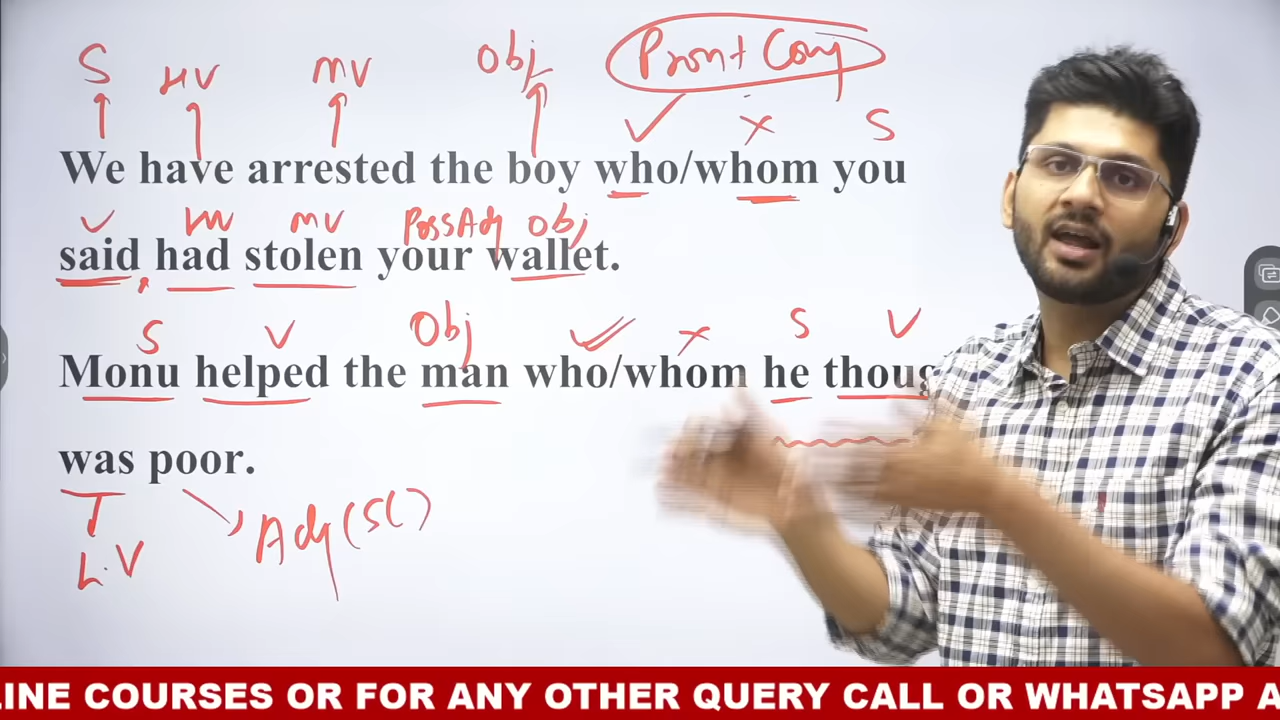 S HV MV Obj Pron+Conj
✓ × S
We have arrested the boy who/whom you
V HV MV PossAdj Obj
said, had stolen your wallet.
S V Obj ✓ × S V
Monu helped the man who/whom he thoug
was poor.
L.V Adj (SC)
LINE COURSES OR FOR ANY OTHER QUERY CALL OR WHATSAPP A